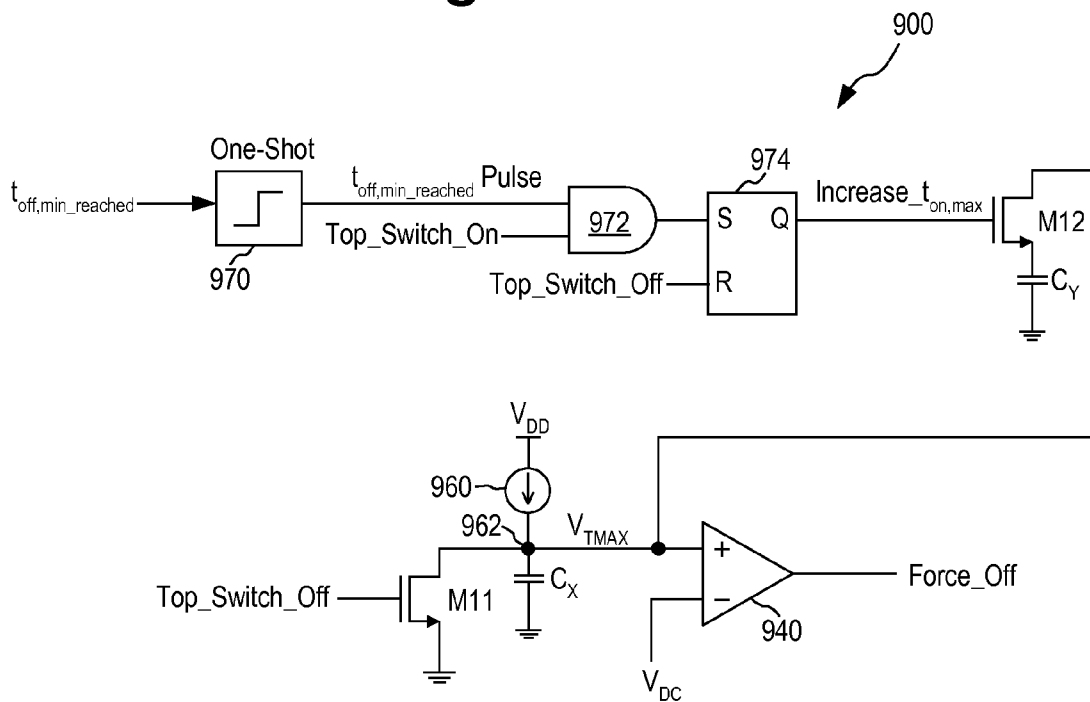 900
One-Shot
t_off,min_reached
970
t_off,min_reached Pulse
Top_Switch_On
972
974
S
Q
R
Top_Switch_Off
Increase_t_on,max
M12
C_Y
V_DD
960
962
V_TMAX
C_X
Top_Switch_Off
M11
+
−
940
Force_Off
V_DC